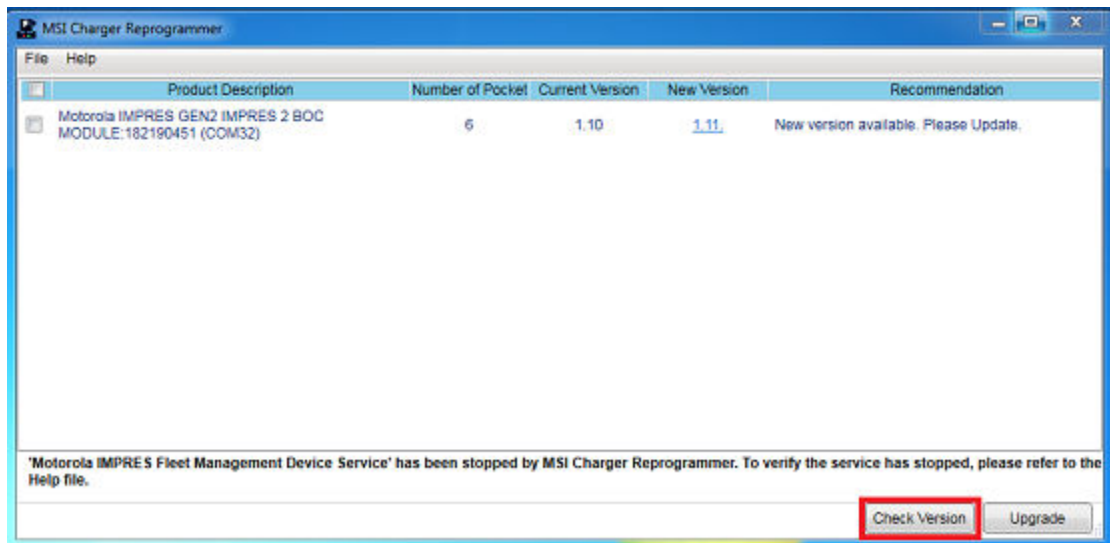 MSI Charger Reprogrammer
File Help
Product Description Number of Pocket Current Version New Version Recommendation
Motorola IMPRES GEN2 IMPRES 2 BOC
MODULE:182190451 (COM32) 6 1.10 1.11. New version available. Please Update.
'Motorola IMPRES Fleet Management Device Service' has been stopped by MSI Charger Reprogrammer. To verify the service has stopped, please refer to the
Help file.
Check Version Upgrade